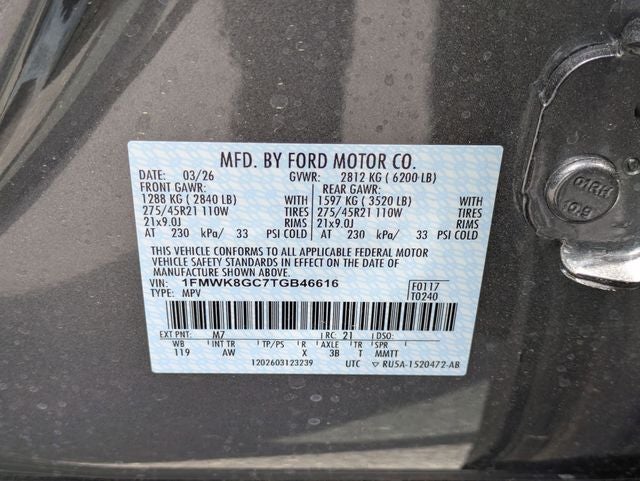 MFD. BY FORD MOTOR CO.
DATE: 03/26 GVWR: 2812 KG ( 6200 LB)
FRONT GAWR: REAR GAWR:
1288 KG ( 2840 LB) WITH 1597 KG ( 3520 LB) WITH
275/45R21 110W TIRES 275/45R21 110W TIRES
21x9.0J RIMS 21x9.0J RIMS
AT 230 kPa/ 33 PSI COLD AT 230 kPa/ 33 PSI COLD
THIS VEHICLE CONFORMS TO ALL APPLICABLE FEDERAL MOTOR
VEHICLE SAFETY STANDARDS IN EFFECT ON THE DATE OF
MANUFACTURE SHOWN ABOVE.
VIN: 1FMWK8GC7TGB46616 F0117
TYPE: MPV T0240
EXT PNT: M7 RC: 21 DSO:
WB INT TR TP/PS R AXLE TR SPR
119 AW X 3B T MMTT
1202603123239 UTC ▽ RU5A-1520472-AB